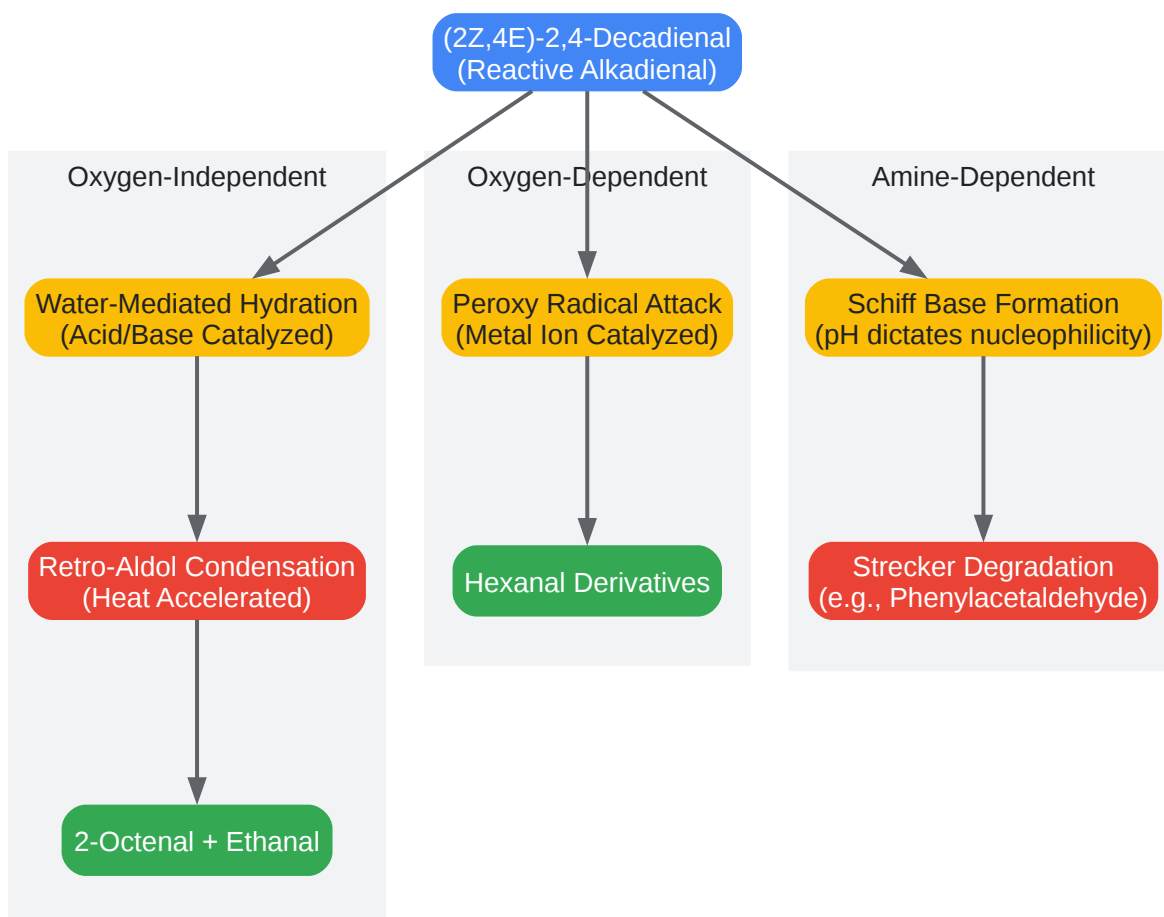 (2Z,4E)-2,4-Decadienal
(Reactive Alkadienal)
Oxygen-Independent
Oxygen-Dependent
Amine-Dependent
Water-Mediated Hydration
(Acid/Base Catalyzed)
Peroxy Radical Attack
(Metal Ion Catalyzed)
Schiff Base Formation
(pH dictates nucleophilicity)
Retro-Aldol Condensation
(Heat Accelerated)
Hexanal Derivatives
Strecker Degradation
(e.g., Phenylacetaldehyde)
2-Octenal + Ethanal